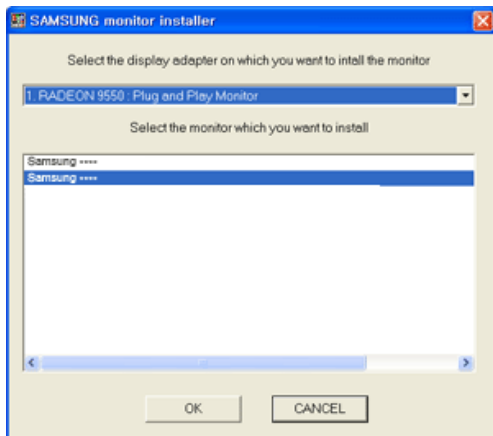 SAMSUNG monitor installer
Select the display adapter on which you want to intall the monitor
1. RADEON 9550 : Plug and Play Monitor
Select the monitor which you want to install
Samsung ----
Samsung ----
OK
CANCEL